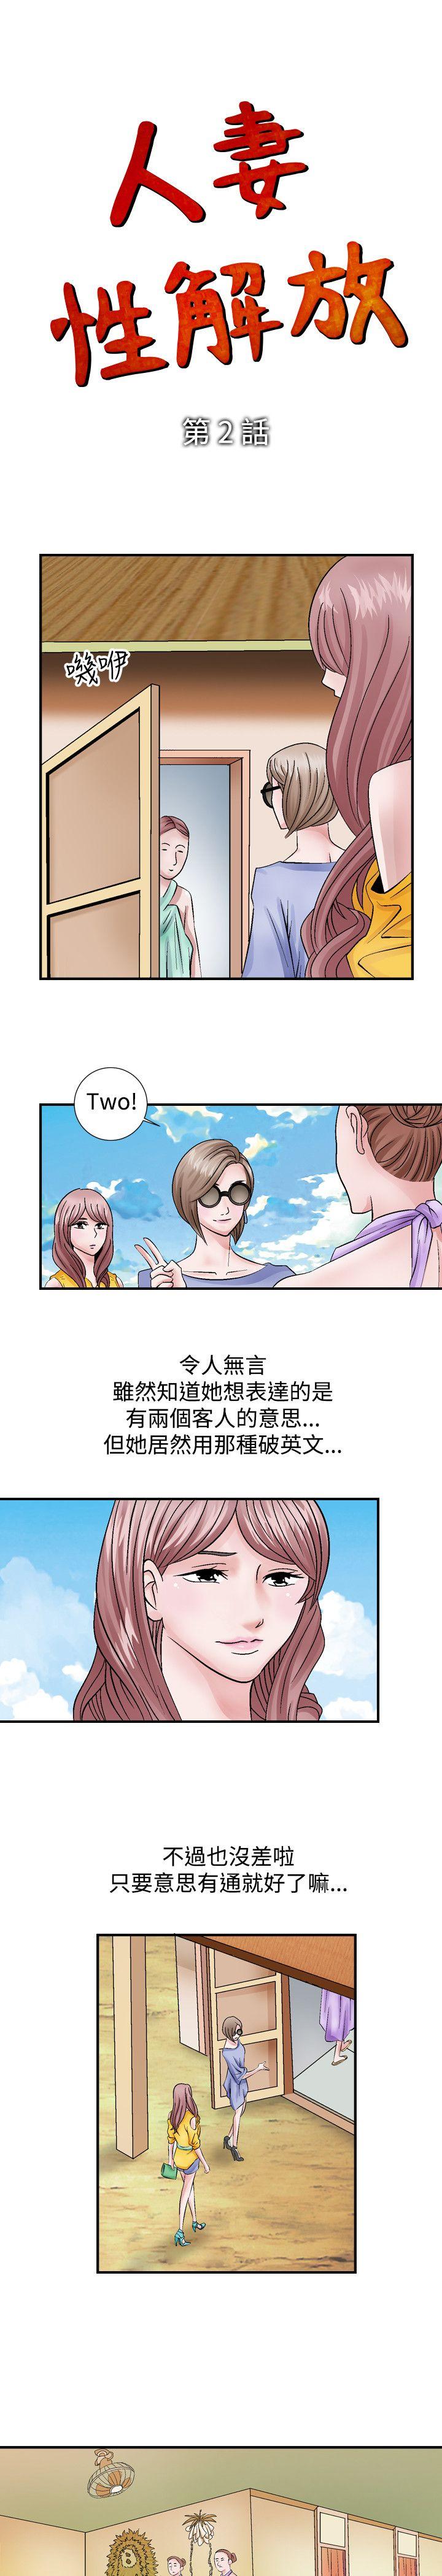 人妻
性解放
第2話
嘰咿
Two!
令人無言
雖然知道她想表達的是
有兩個客人的意思...
但她居然用那種破英文...
不過也沒差啦
只要意思有通就好了嘛...